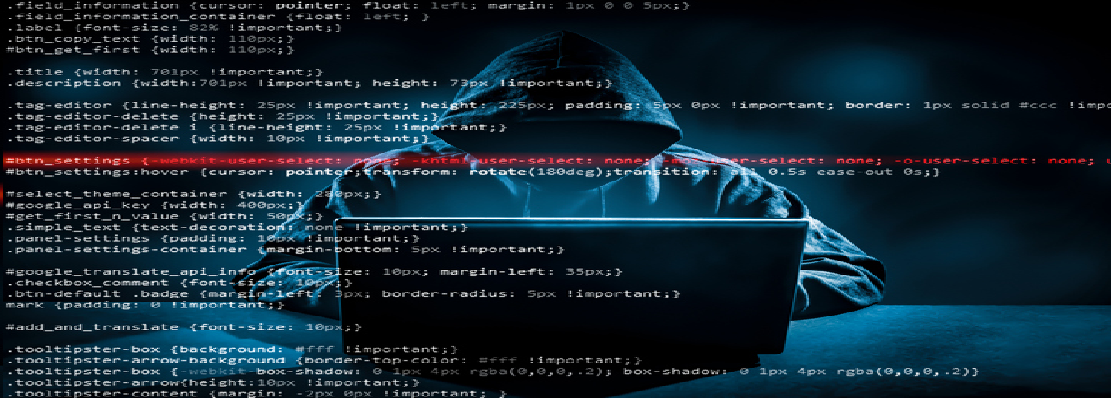 .field_information {cursor: pointer; float: left; margin: 1px 0 0 5px;}
.field_information_container {float: left; }
.label {font-size: 82% !important;}
.btn_copy_text {width: 110px;}
#btn_get_first {width: 110px;}
.title {width: 701px !important;}
.description {width:701px !important; height: 73px !important;}
.tag-editor {line-height: 25px !important; height: 225px; padding: 5px 0px !important; border: 1px solid #ccc !impo
.tag-editor-delete {height: 25px !important;}
.tag-editor-delete i {line-height: 25px !important;}
.tag-editor-spacer {width: 10px !important;}
#btn_settings {-webkit-user-select: none; -khtml-user-select: none; -moz-user-select: none; -o-user-select: none;
#btn_settings:hover {cursor: pointer;transform: rotate(180deg);transition: all 0.5s ease-out 0s;}
#select_theme_container {width: 280px;}
#google_api_key {width: 400px;}
#get_first_n_value {width: 50px;}
.simple_text {text-decoration: none !important;}
.panel-settings {padding: 10px !important;}
.panel-settings-container {margin-bottom: 5px !important;}
#google_translate_api_info {font-size: 10px; margin-left: 35px;}
.checkbox_comment {font-size: 10px;}
.btn-default .badge {margin-left: 3px; border-radius: 5px !important;}
mark {padding: 0 !important;}
#add_and_translate {font-size: 10px;}
.tooltipster-box {background: #fff !important;}
.tooltipster-arrow-background {border-top-color: #fff !important;}
.tooltipster-box {-webkit-box-shadow: 0 1px 4px rgba(0,0,0,.2); box-shadow: 0 1px 4px rgba(0,0,0,.2)}
.tooltipster-arrow{height:10px !important;}
.tooltipster-content {margin: -2px 0px !important; }